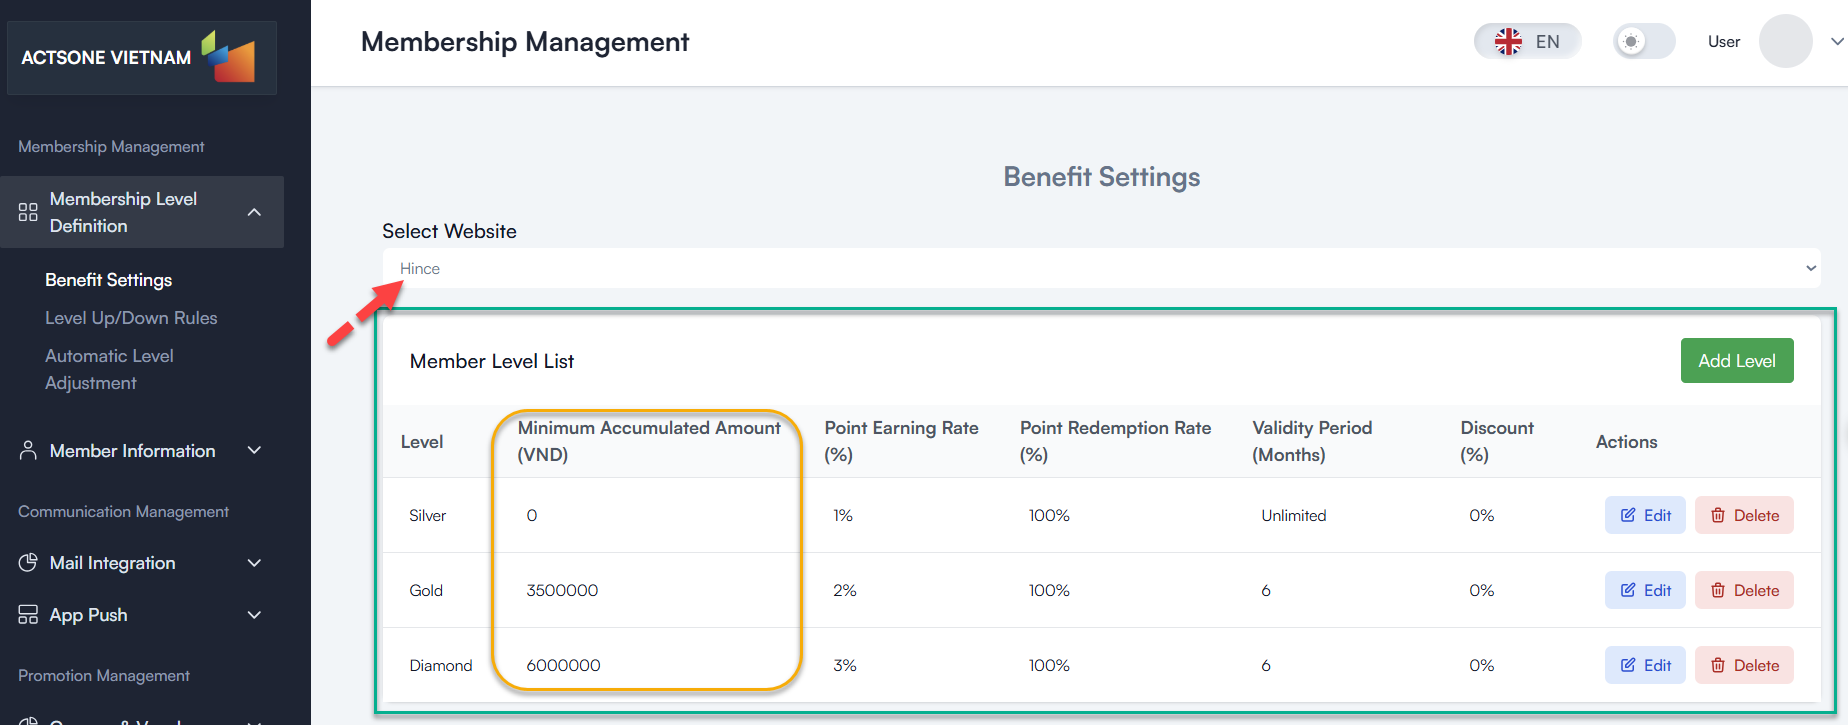 ACTSONE VIETNAM
Membership Management
EN
User
Membership Management
Membership Level
Definition
Benefit Settings
Level Up/Down Rules
Automatic Level
Adjustment
Member Information
Communication Management
Mail Integration
App Push
Promotion Management
Benefit Settings
Select Website
Hince
Member Level List
Add Level
Level
Minimum Accumulated Amount
(VND)
Point Earning Rate
(%)
Point Redemption Rate
(%)
Validity Period
(Months)
Discount
(%)
Actions
Silver 0 1% 100% Unlimited 0% Edit Delete
Gold 3500000 2% 100% 6 0% Edit Delete
Diamond 6000000 3% 100% 6 0% Edit Delete